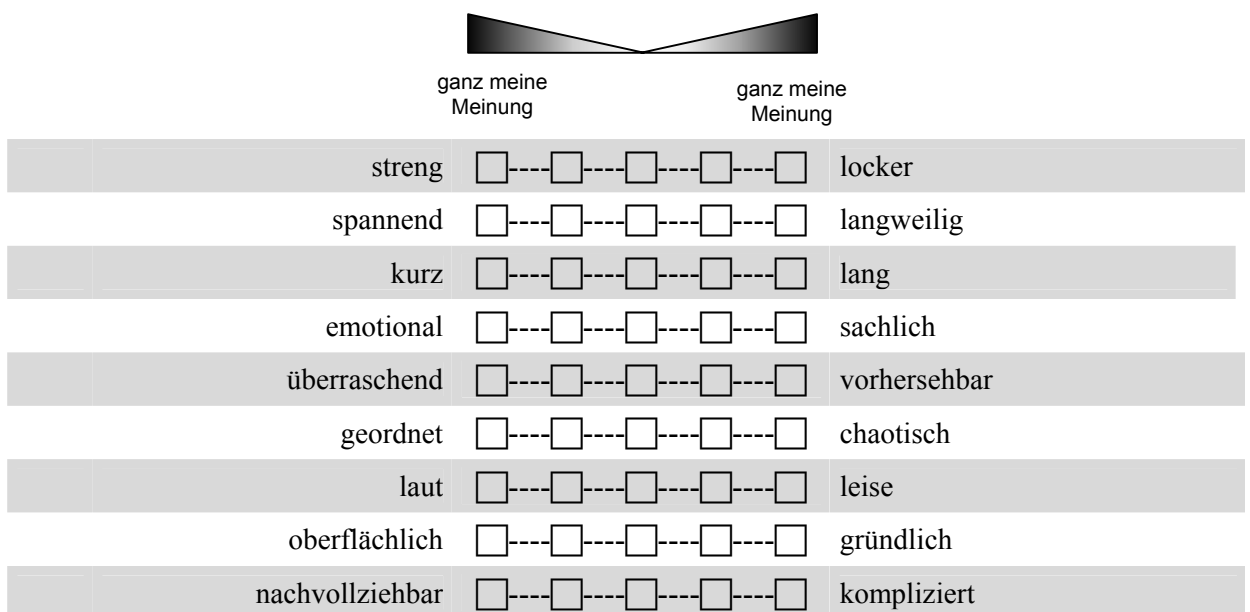 ganz meine
Meinung
ganz meine
Meinung
streng ☐----☐----☐----☐----☐ locker
spannend ☐----☐----☐----☐----☐ langweilig
kurz ☐----☐----☐----☐----☐ lang
emotional ☐----☐----☐----☐----☐ sachlich
überraschend ☐----☐----☐----☐----☐ vorhersehbar
geordnet ☐----☐----☐----☐----☐ chaotisch
laut ☐----☐----☐----☐----☐ leise
oberflächlich ☐----☐----☐----☐----☐ gründlich
nachvollziehbar ☐----☐----☐----☐----☐ kompliziert